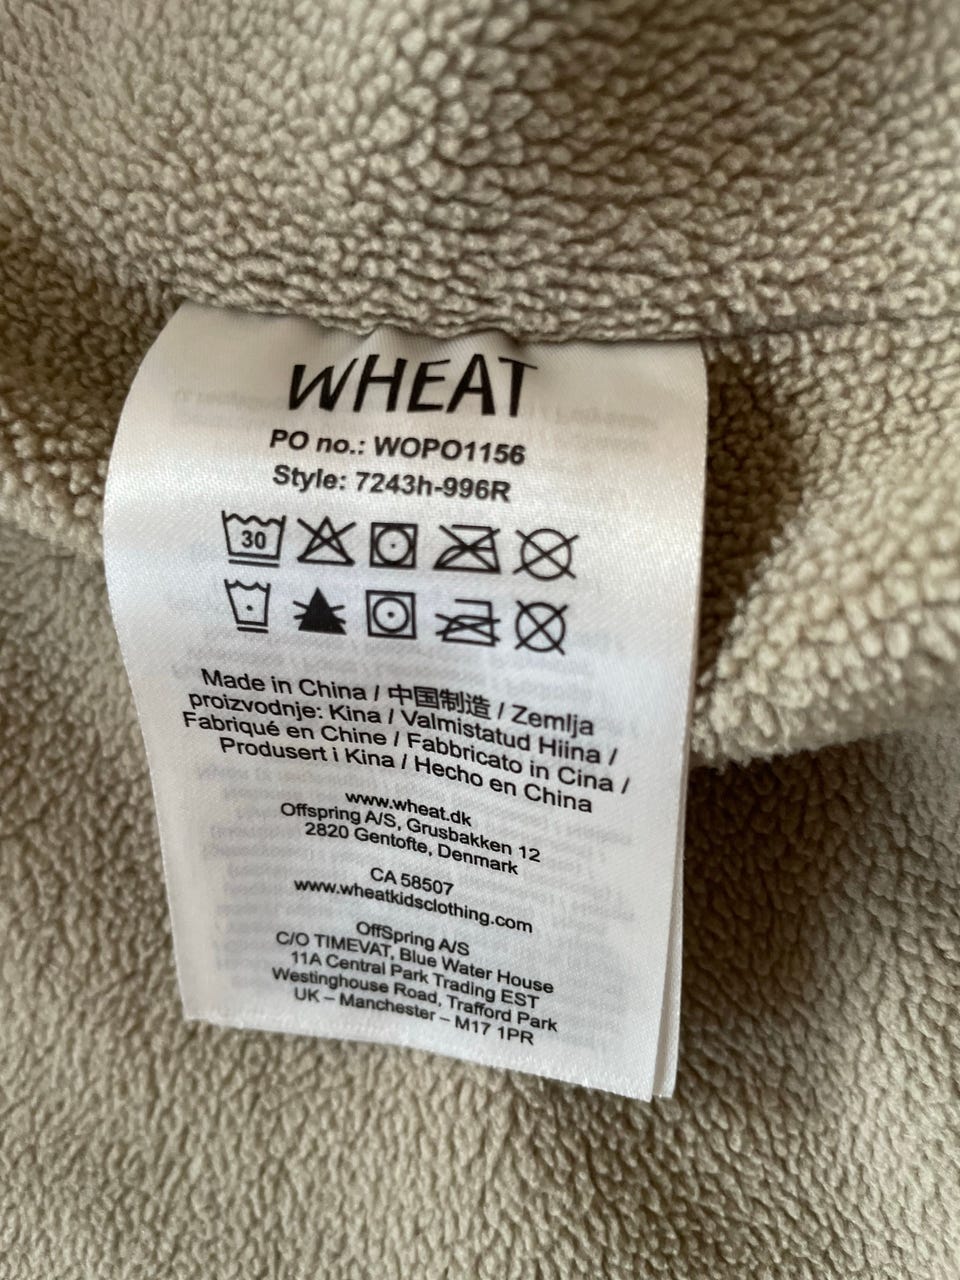 WHEAT
PO no.: WOPO1156
Style: 7243h-996R
30
Made in China / 中国制造 / Zemlja
proizvodnje: Kina / Valmistatud Hiina /
Fabriqué en Chine / Fabbricato in Cina /
Produsert i Kina / Hecho en China
www.wheat.dk
Offspring A/S, Grusbakken 12
2820 Gentofte, Denmark
CA 58507
www.wheatkidsclothing.com
OffSpring A/S
C/O TIMEVAT, Blue Water House
11A Central Park Trading EST
Westinghouse Road, Trafford Park
UK – Manchester – M17 1PR